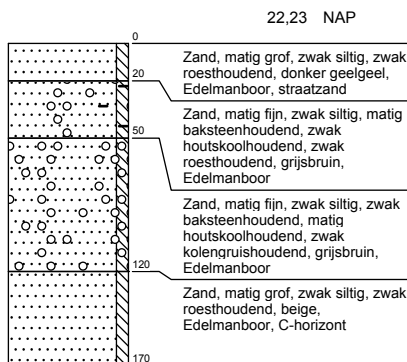 22,23 NAP
0
Zand, matig grof, zwak siltig, zwak
roesthoudend, donker geelgeel,
Edelmanboor, straatzand
20
Zand, matig fijn, zwak siltig, matig
baksteenhoudend, zwak
houtskoolhoudend, zwak
roesthoudend, grijsbruin,
Edelmanboor
50
Zand, matig fijn, zwak siltig, zwak
baksteenhoudend, matig
houtskoolhoudend, zwak
kolengruishoudend, grijsbruin,
Edelmanboor
120
Zand, matig grof, zwak siltig, zwak
roesthoudend, beige,
Edelmanboor, C-horizont
170